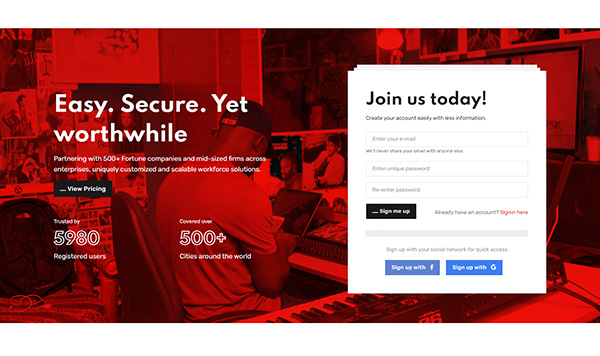 Easy. Secure. Yet
worthwhile
Partnering with 500+ Fortune companies and mid-sized firms across
enterprises, uniquely customized and scalable workforce solutions.
View Pricing
Trusted by
5980
Registered users
Covered over
500+
Cities around the world
Join us today!
Create your account easily with less information.
Enter your e-mail
We'll never share your email with anyone else.
Enter unique password
Re-enter password
Sign me up
Already have an account? Signin here
Sign up with your social network for quick access
Sign up with f
Sign up with G